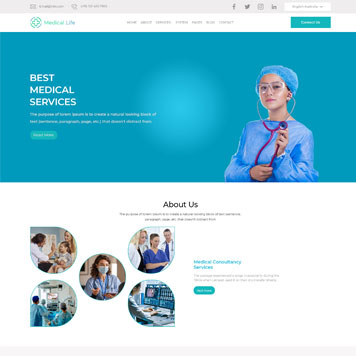 Medical Life
HOME ABOUT SERVICES SYSTEM PAGES BLOG CONTACT
Contact Us
BEST
MEDICAL
SERVICES
The purpose of lorem ipsum is to create a natural looking block of
text (sentence, paragraph, page, etc.) that doesn't distract from.
Read More
About Us
The purpose of lorem ipsum is to create a natural looking block of text (sentence,
paragraph, page, etc.) that doesn't distract from
Medical Consultancy
Services